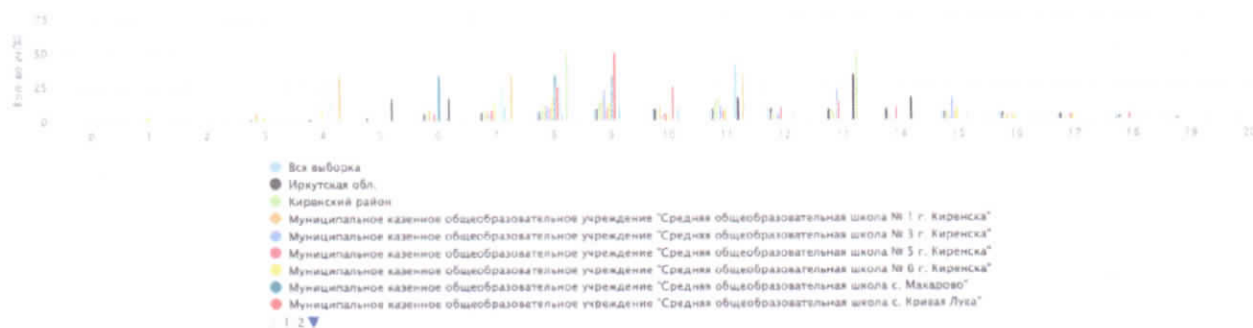 75
50
25
0
0 1 2 3 4 5 6 7 8 9 10 11 12 13 14 15 16 17 18 19 20
Вся выборка
Иркутская обл.
Киренский район
Муниципальное казенное общеобразовательное учреждение "Средняя общеобразовательная школа № 1 г. Киренска"
Муниципальное казенное общеобразовательное учреждение "Средняя общеобразовательная школа № 3 г. Киренска"
Муниципальное казенное общеобразовательное учреждение "Средняя общеобразовательная школа № 5 г. Киренска"
Муниципальное казенное общеобразовательное учреждение "Средняя общеобразовательная школа № 6 г. Киренска"
Муниципальное казенное общеобразовательное учреждение "Средняя общеобразовательная школа с. Макарово"
Муниципальное казенное общеобразовательное учреждение "Средняя общеобразовательная школа с. Кривая Лука"
1 2